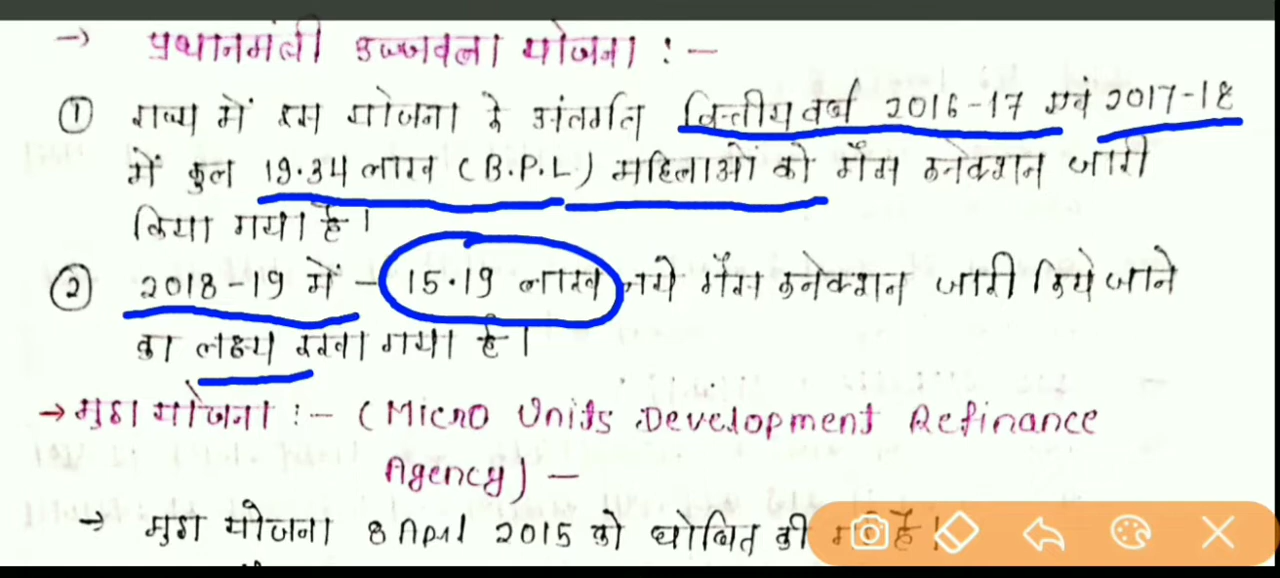 → प्रधानमंत्री उज्जवला योजना : –
① राज्य में इस योजना के अंतर्गत वित्तीय वर्ष 2016-17 एवं 2017-18
में कुल 19.34 लाख (B.P.L) महिलाओं को गैस कनेक्शन जारी
किया गया है।
② 2018-19 में - 15.19 लाख नये गैस कनेक्शन जारी किये जाने
का लक्ष्य रखा गया है।
→ मुद्रा योजना : – (Micro Units Development Refinance
Agency) –
→ मुद्रा योजना 8 April 2015 को घोषित की गई है।